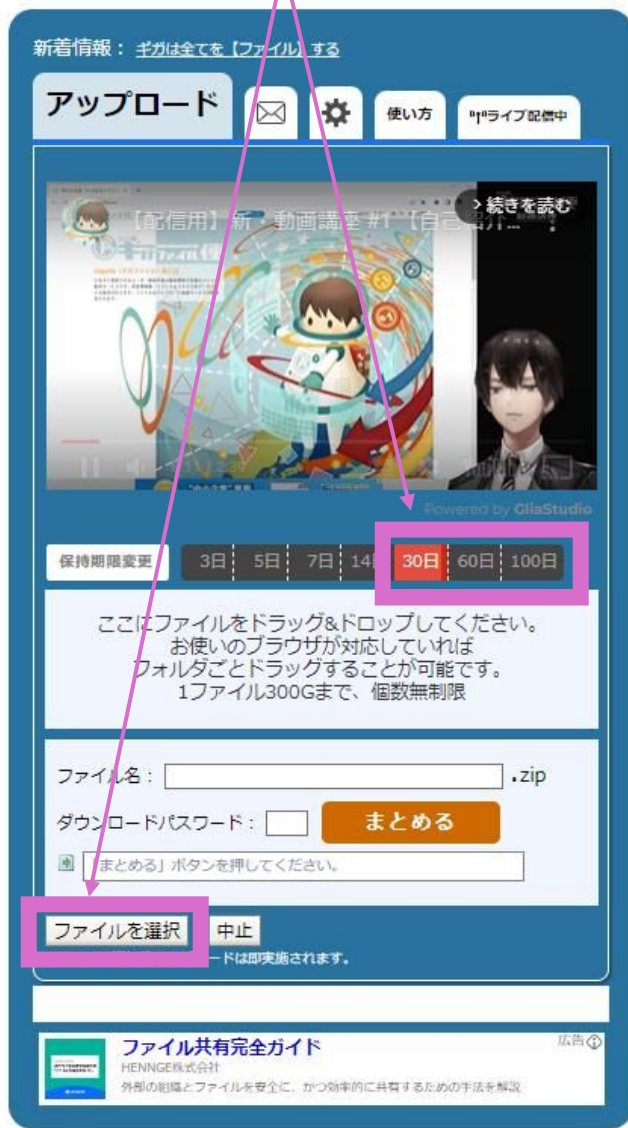 新着情報： ギガは全てを【ファイル】する
アップロード
使い方
ライブ配信中
【配信用】新・動画講座 #1 【自己紹介…
続きを読む
ギガファイル便
Powered by GliaStudio
保持期限変更
3日 5日 7日 14 30日 60日 100日
ここにファイルをドラッグ&ドロップしてください。
お使いのブラウザが対応していれば
フォルダごとドラッグすることが可能です。
1ファイル300Gまで、個数無制限
ファイル名： .zip
ダウンロードパスワード： まとめる
「まとめる」ボタンを押してください。
ファイルを選択 中止
ードは即実施されます。
ファイル共有完全ガイド
広告
HENNGE株式会社
外部の組織とファイルを安全に、かつ効率的に共有するための手法を解説